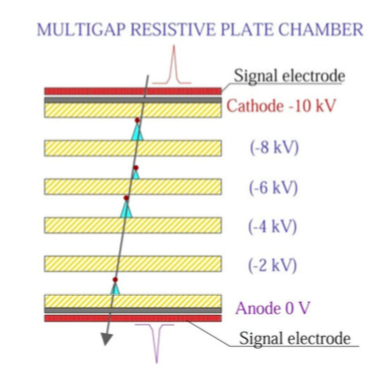 MULTIGAP RESISTIVE PLATE CHAMBER
Signal electrode
Cathode -10 kV
(-8 kV)
(-6 kV)
(-4 kV)
(-2 kV)
Anode 0 V
Signal electrode